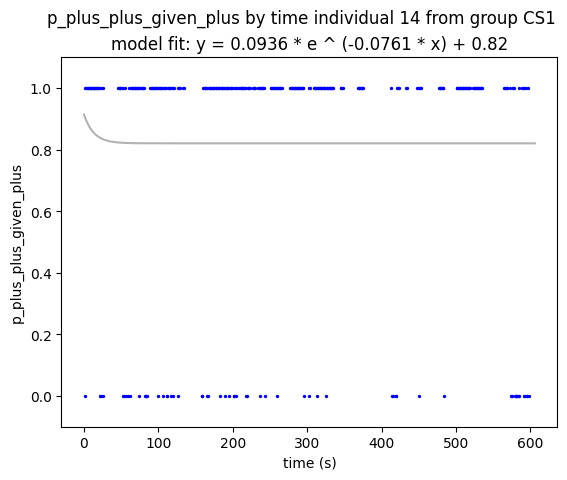 p_plus_plus_given_plus by time individual 14 from group CS1
model fit: y = 0.0936 * e ^ (-0.0761 * x) + 0.82
p_plus_plus_given_plus
1.0
0.8
0.6
0.4
0.2
0.0
0 100 200 300 400 500 600
time (s)